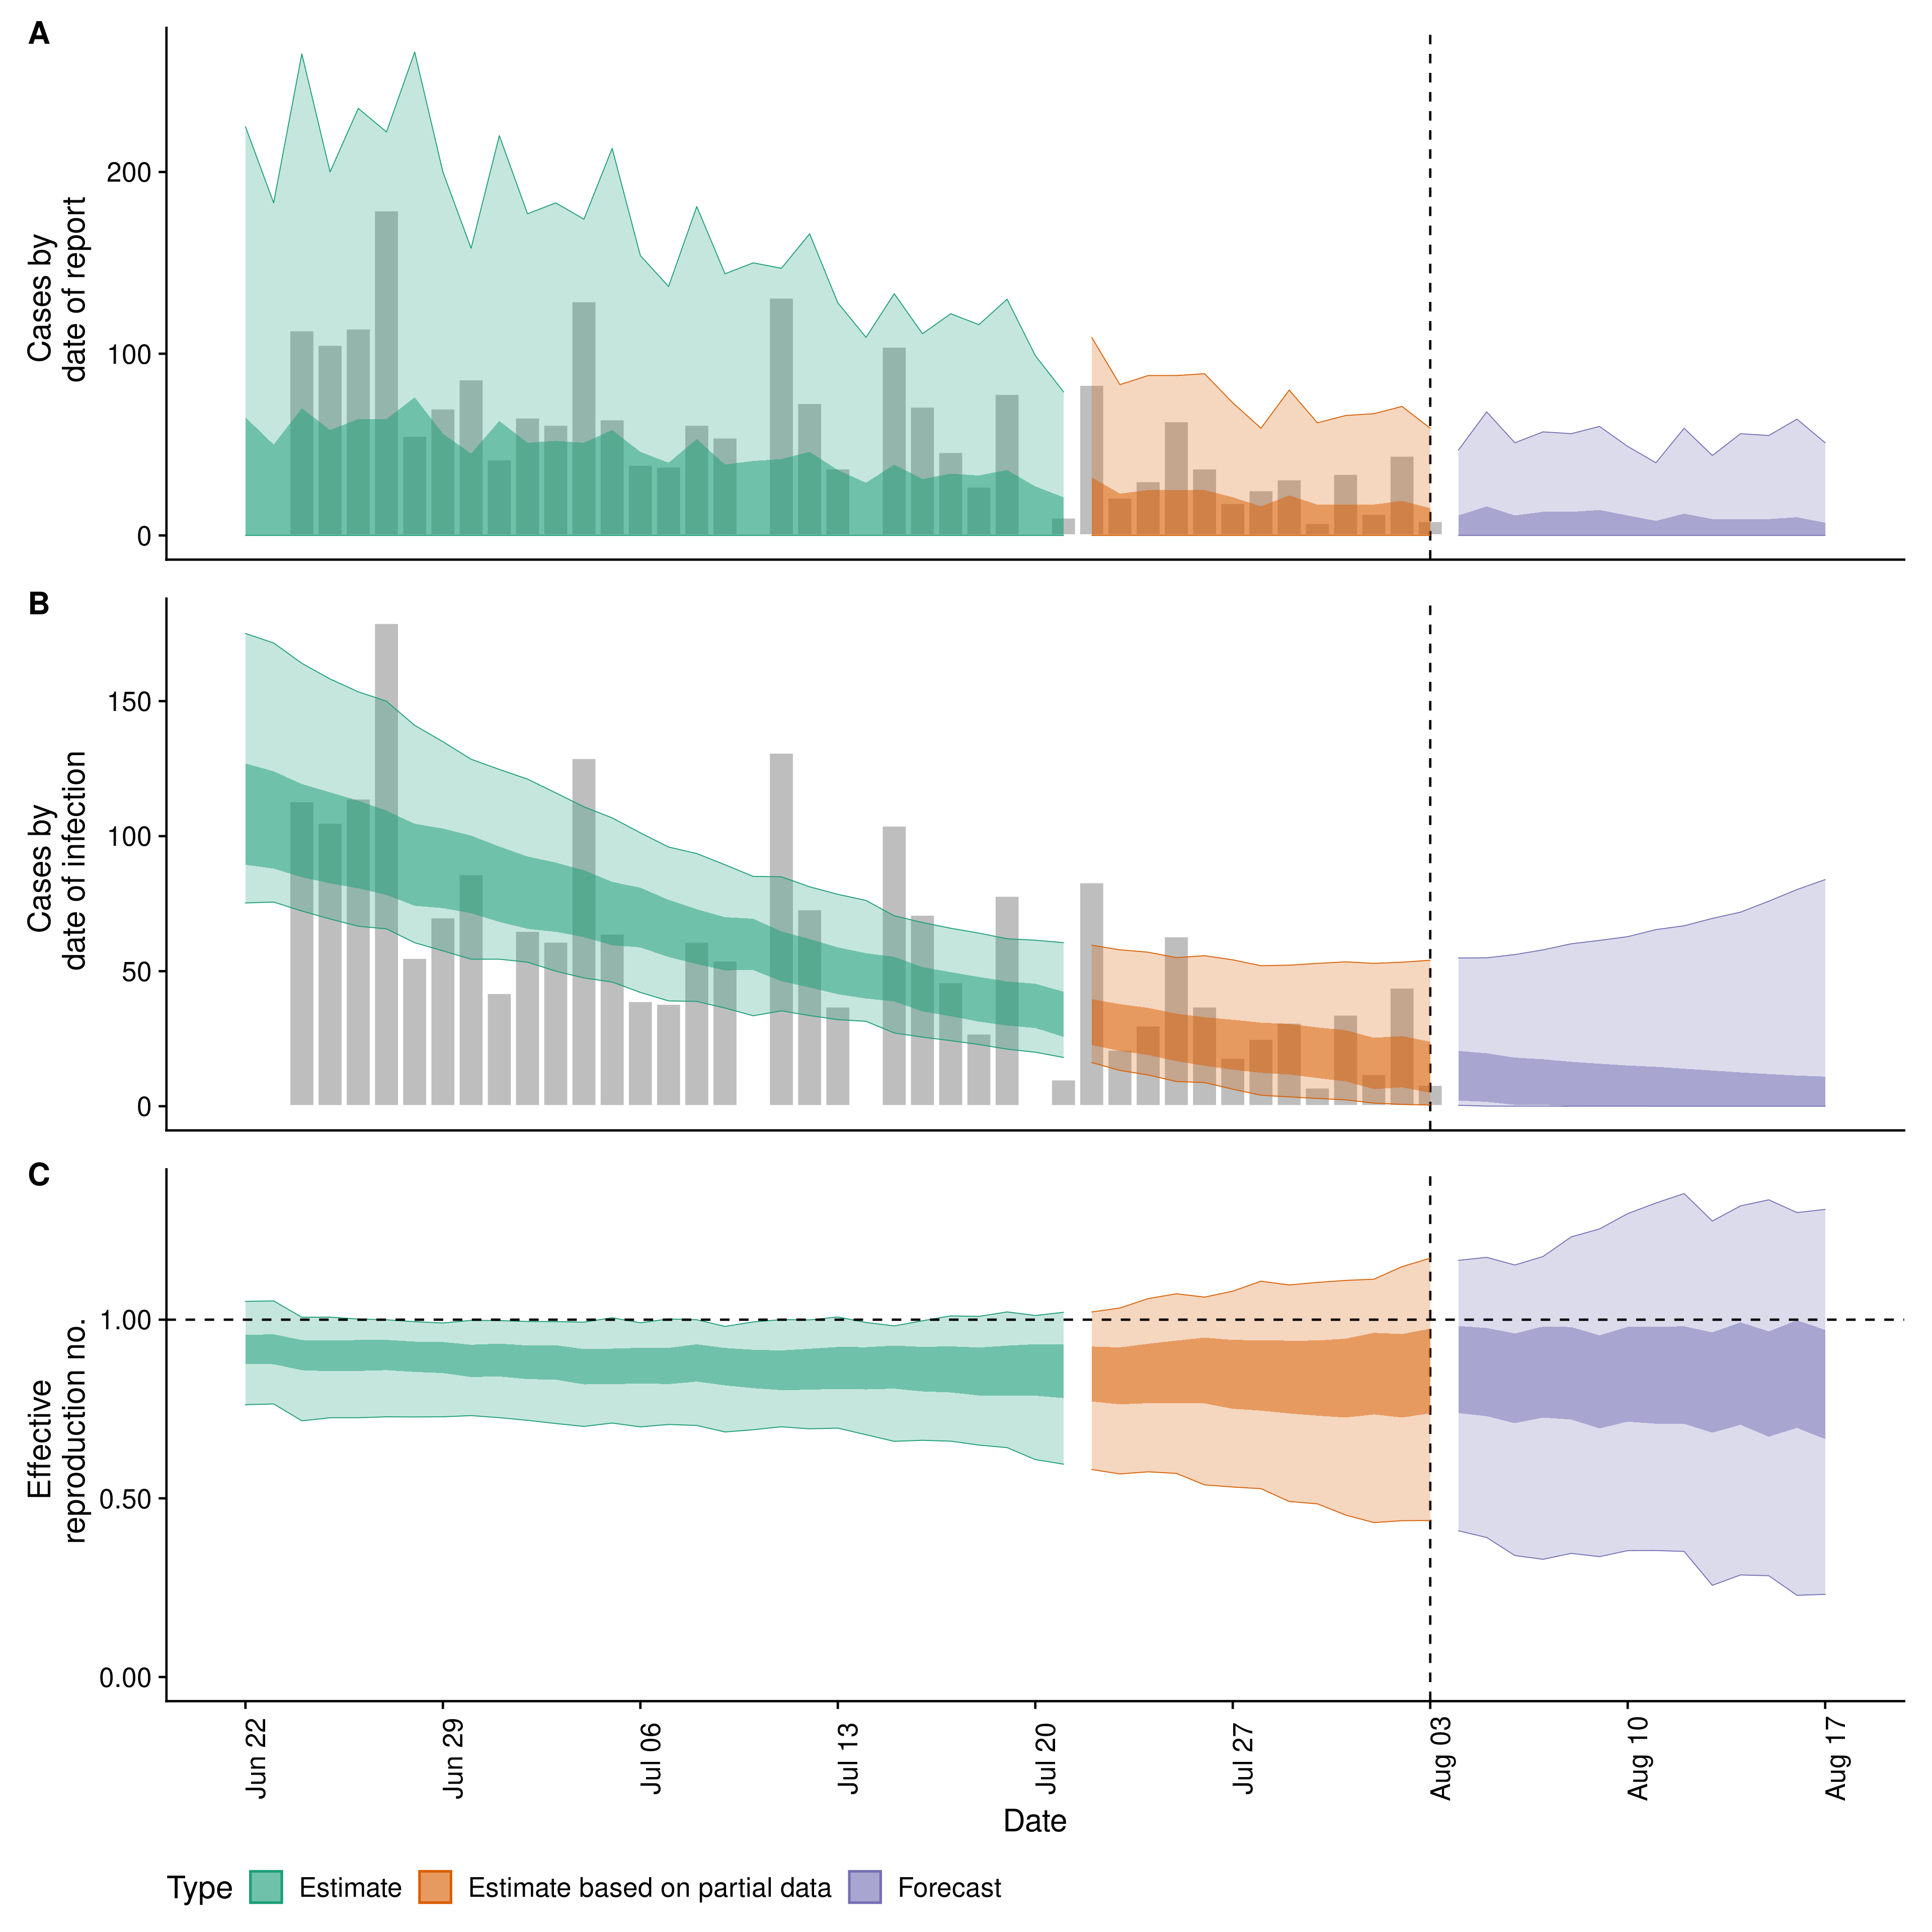 A
Cases by
date of report
200
100
0
B
Cases by
date of infection
150
100
50
0
C
Effective
reproduction no.
1.00
0.50
0.00
Jun 22
Jun 29
Jul 06
Jul 13
Jul 20
Jul 27
Aug 03
Aug 10
Aug 17
Date
Type Estimate Estimate based on partial data Forecast